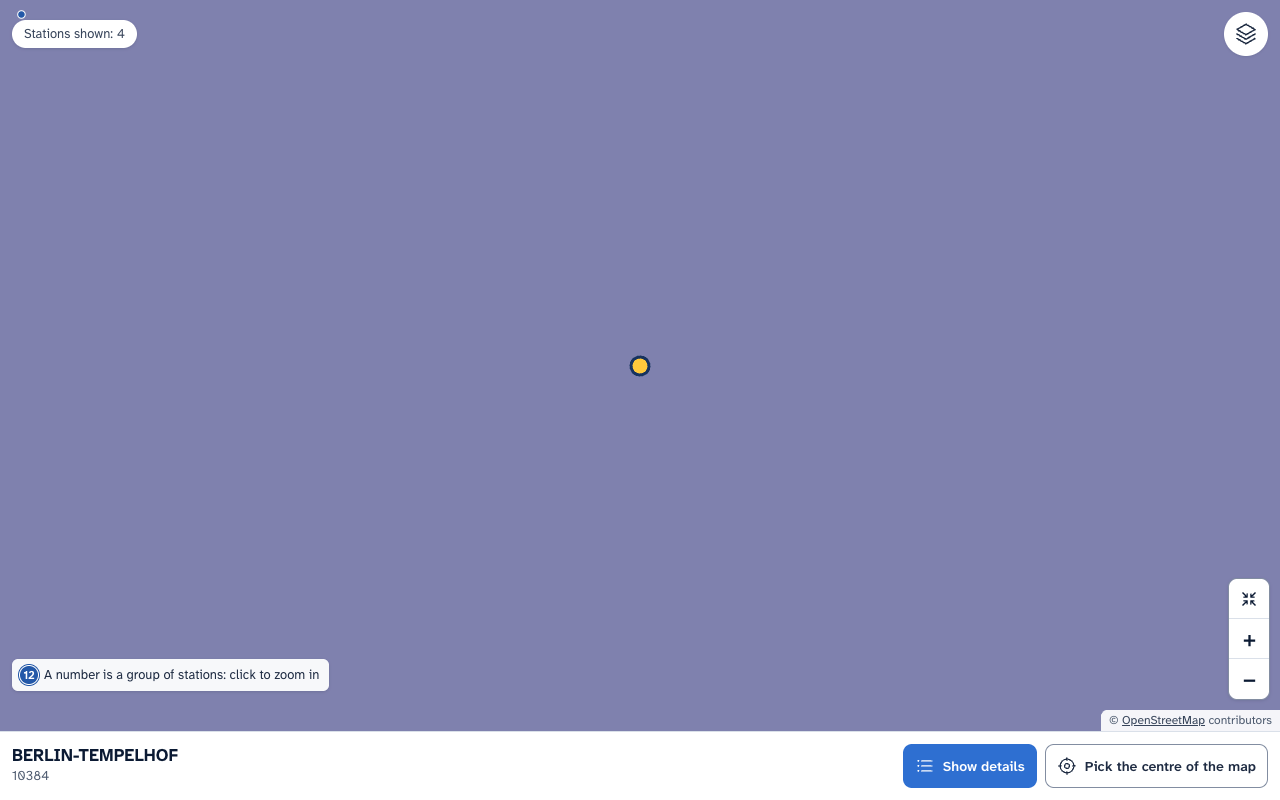 Stations shown: 4
12 A number is a group of stations: click to zoom in
© OpenStreetMap contributors
BERLIN-TEMPELHOF
10384
Show details
Pick the centre of the map